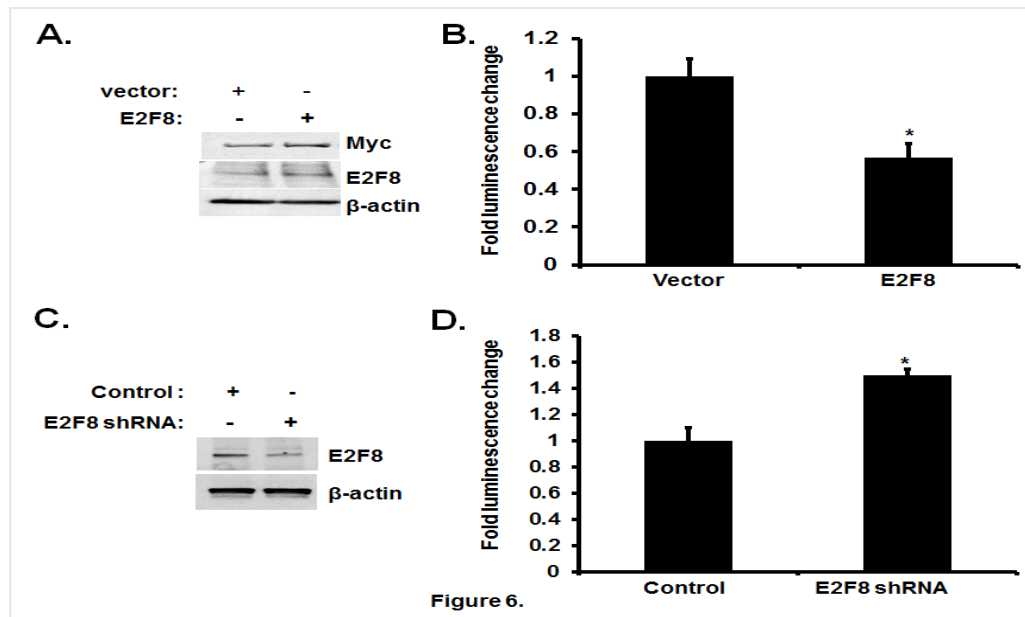 A.
vector: + -
E2F8: - +
Myc
E2F8
β-actin
B.
Fold luminescence change
1.2
1
0.8
0.6
0.4
0.2
0
*
Vector E2F8
C.
Control : + -
E2F8 shRNA: - +
E2F8
β-actin
D.
Fold luminescence change
1.8
1.6
1.4
1.2
1
0.8
0.6
0.4
0.2
0
*
Control E2F8 shRNA
Figure 6.